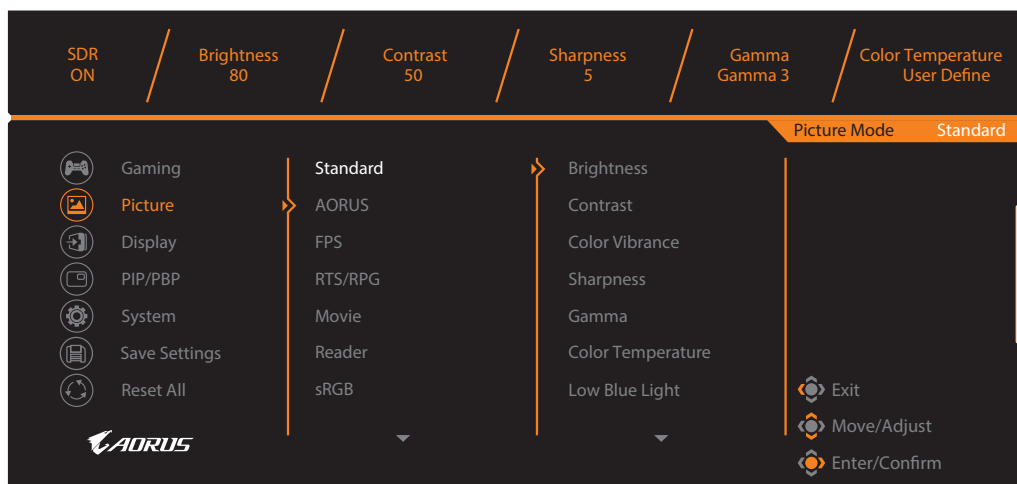 SDR
ON
Brightness
80
Contrast
50
Sharpness
5
Gamma
Gamma 3
Color Temperature
User Define
Picture Mode Standard
Gaming
Picture
Display
PIP/PBP
System
Save Settings
Reset All
AORUS
Standard
AORUS
FPS
RTS/RPG
Movie
Reader
sRGB
Brightness
Contrast
Color Vibrance
Sharpness
Gamma
Color Temperature
Low Blue Light
Exit
Move/Adjust
Enter/Confirm